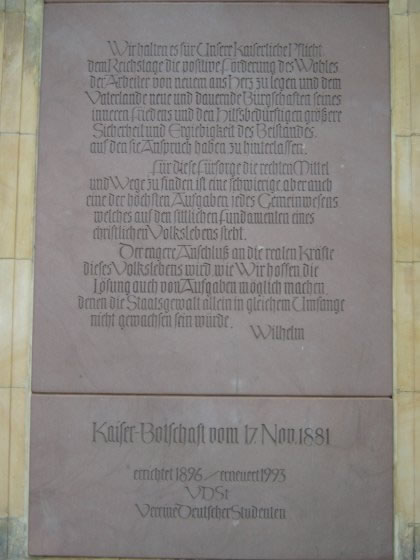 Wir halten es für Unsere Kaiserliche Pflicht
dem Reichstage die positive Förderung des Wohles
der Arbeiter von neuem ans Herz zu legen und dem
Vaterlande neue und dauernde Bürgschaften seines
inneren Friedens und den Hilfsbedürftigen größere
Sicherheit und Ergiebigkeit des Beistandes,
auf den sie Anspruch haben zu hinterlassen.
Für diese Fürsorge die rechten Mittel
und Wege zu finden ist eine schwierige aber auch
eine der höchsten Aufgaben jedes Gemeinwesens
welches auf den sittlichen Fundamenten eines
christlichen Volkslebens steht.
Der engere Anschluß an die realen Kräfte
dieses Volkslebens wird wie Wir hoffen die
Lösung auch von Aufgaben möglich machen,
denen die Staatsgewalt allein in gleichem Umfange
nicht gewachsen sein würde.
Wilhelm
Kaiser-Botschaft vom 17. Nov. 1881
errichtet 1896 / erneuert 1993
VDSt
Vereine Deutscher Studenten